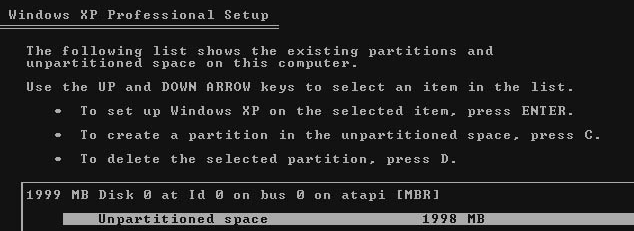 Windows XP Professional Setup
The following list shows the existing partitions and
unpartitioned space on this computer.
Use the UP and DOWN ARROW keys to select an item in the list.
• To set up Windows XP on the selected item, press ENTER.
• To create a partition in the unpartitioned space, press C.
• To delete the selected partition, press D.
1999 MB Disk 0 at Id 0 on bus 0 on atapi [MBR]
Unpartitioned space 1998 MB